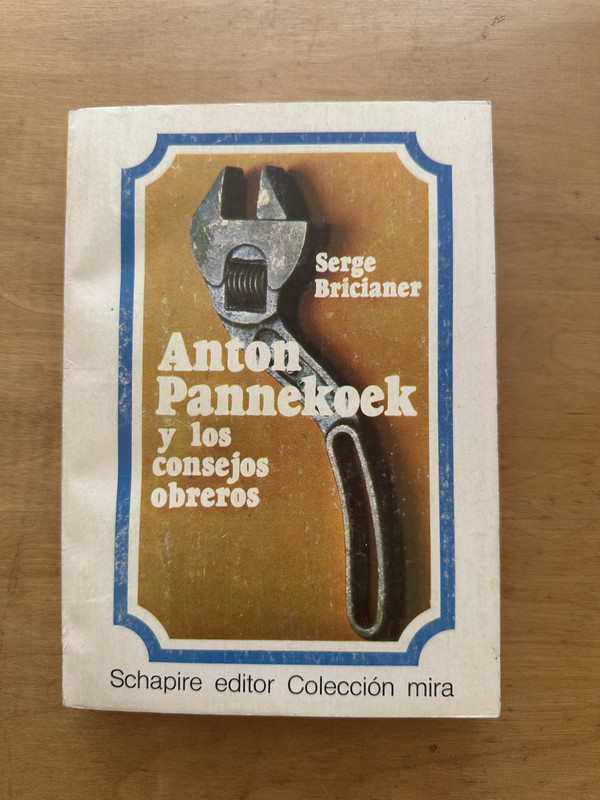 Serge
Bricianer
Anton
Pannekoek
y los
consejos
obreros
Schapire editor Colección mira